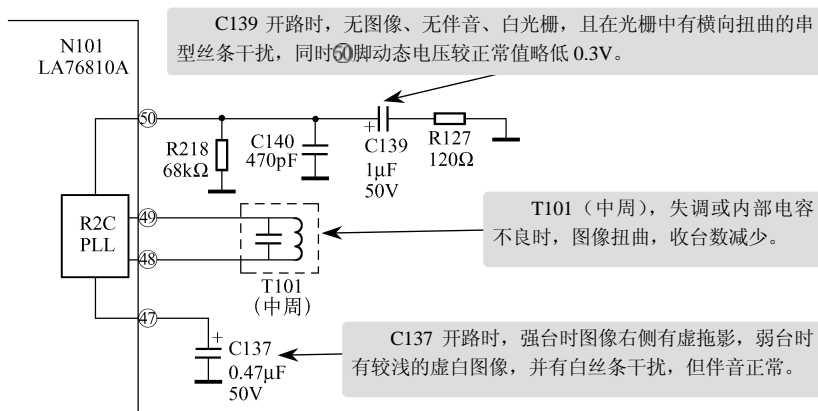 C139 开路时，无图像、无伴音、白光栅，且在光栅中有横向扭曲的串
型丝条干扰，同时㊿脚动态电压较正常值略低 0.3V。
N101
LA76810A
㊿
R218
68kΩ
C140
470pF
+
C139
1μF
50V
R127
120Ω
R2C
PLL
㊾
㊽
T101
（中周）
T101（中周），失调或内部电容
不良时，图像扭曲，收台数减少。
㊼
+
C137
0.47μF
50V
C137 开路时，强台时图像右侧有虚拖影，弱台时
有较浅的虚白图像，并有白丝条干扰，但伴音正常。